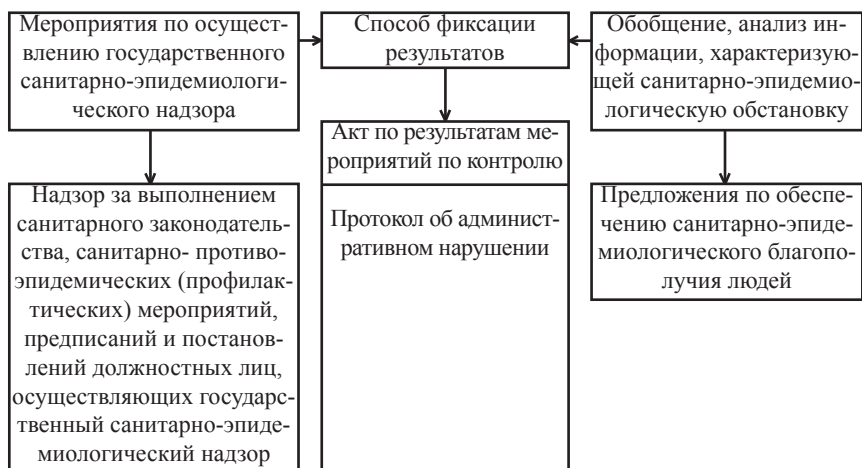 Мероприятия по осущест-
влению государственного
санитарно-эпидемиологи-
ческого надзора
Способ фиксации
результатов
Обобщение, анализ ин-
формации, характеризую-
щей санитарно-эпидемио-
логическую обстановку
Акт по результатам ме-
роприятий по контролю
Протокол об админист-
ративном нарушении
Надзор за выполнением
санитарного законодатель-
ства, санитарно- противо-
эпидемических (профилак-
тических) мероприятий,
предписаний и постанов-
лений должностных лиц,
осуществляющих государс-
твенный санитарно-эпиде-
миологический надзор
Предложения по обеспе-
чению санитарно-эпиде-
миологического благопо-
лучия людей